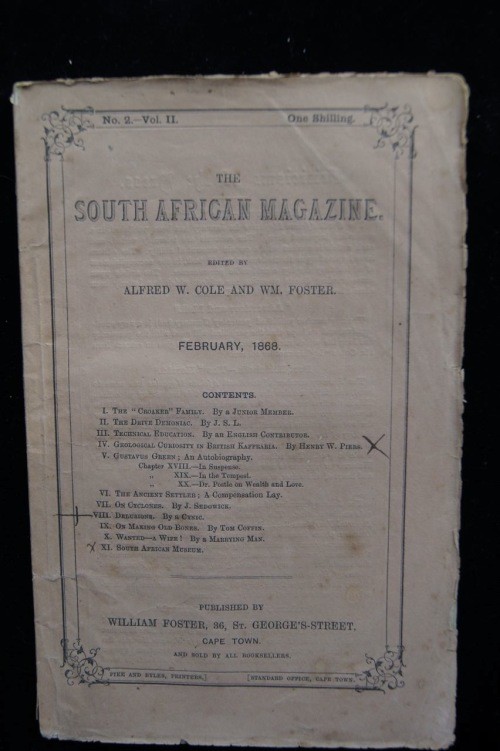 No. 2.—Vol. II. One Shilling.
THE
SOUTH AFRICAN MAGAZINE.
EDITED BY
ALFRED W. COLE AND WM. FOSTER.
FEBRUARY, 1868.
CONTENTS.
I. The "Croaker" Family. By a Junior Member.
II. The Drive Demoniac. By J. S. L.
III. Technical Education. By an English Contributor.
IV. Geological Curiosity in British Kaffraria. By Henry W. Piers.
V. Gustavus Green; An Autobiography.
Chapter XVIII.—In Suspense.
„ XIX.—In the Tempest.
„ XX.—Dr. Postle on Wealth and Love.
VI. The Ancient Settler; A Compensation Lay.
VII. On Cyclones. By J. Sedgwick.
VIII. Delusions. By a Cynic.
IX. On Making Old Bones. By Tom Coffin.
X. Wanted—a Wife! By a Marrying Man.
XI. South African Museum.
PUBLISHED BY
WILLIAM FOSTER, 36, St. GEORGE'S-STREET,
CAPE TOWN.
AND SOLD BY ALL BOOKSELLERS.
PIKE AND BYLES, PRINTERS,] [STANDARD OFFICE, CAPE TOWN.